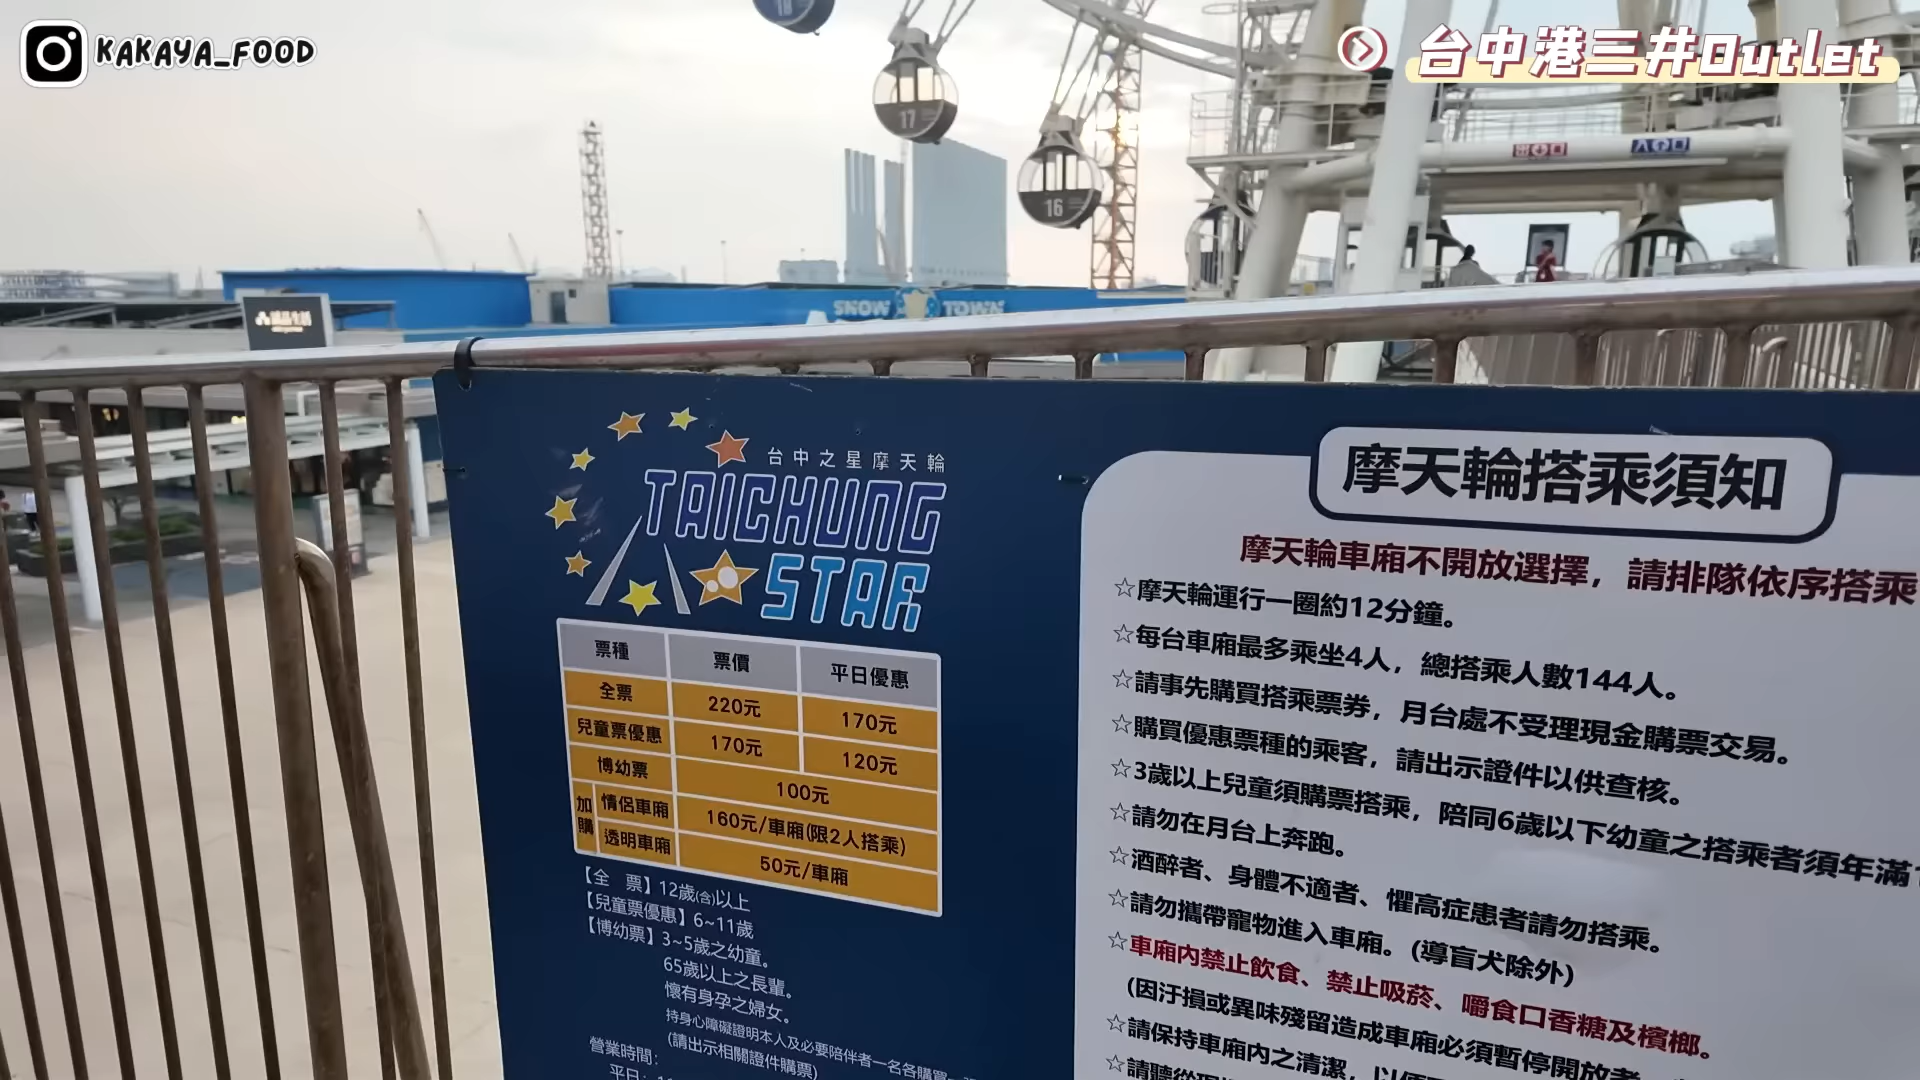 KAKAYA_FOOD
台中港三井Outlet
18
17
16
出口
入口
誠品生活
SNOW TOWN
台中之星摩天輪
TAICHUNG
STAR
票種 票價 平日優惠
全票 220元 170元
兒童票優惠 170元 120元
博幼票 100元
加購 情侶車廂 160元/車廂(限2人搭乘)
透明車廂 50元/車廂
【全 票】12歲(含)以上
【兒童票優惠】6~11歲
【博幼票】3~5歲之幼童。
65歲以上之長輩。
懷有身孕之婦女。
持身心障礙證明本人及必要陪伴者一名各購買一
(請出示相關證件購票)
營業時間:
平日:
摩天輪搭乘須知
摩天輪車廂不開放選擇，請排隊依序搭乘
☆摩天輪運行一圈約12分鐘。
☆每台車廂最多乘坐4人，總搭乘人數144人。
☆請事先購買搭乘票券，月台處不受理現金購票交易。
☆購買優惠票種的乘客，請出示證件以供查核。
☆3歲以上兒童須購票搭乘，陪同6歲以下幼童之搭乘者須年滿
☆請勿在月台上奔跑。
☆酒醉者、身體不適者、懼高症患者請勿搭乘。
☆請勿攜帶寵物進入車廂。(導盲犬除外)
☆車廂內禁止飲食、禁止吸菸、嚼食口香糖及檳榔。
(因汙損或異味殘留造成車廂必須暫停開放者
☆請保持車廂內之清潔，以便
☆請聽從現